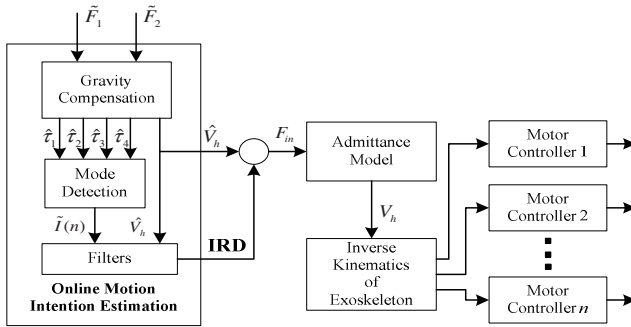 F̃₁ F̃₂
Gravity
Compensation
τ̂₁ τ̂₂ τ̂₃ τ̂₄
Mode
Detection
Ĩ(n) V̂ₕ
Filters
Online Motion
Intention Estimation
V̂ₕ
IRD
Fᵢₙ
Admittance
Model
Vₕ
Inverse
Kinematics
of
Exoskeleton
Motor
Controller 1
Motor
Controller 2
Motor
Controller n